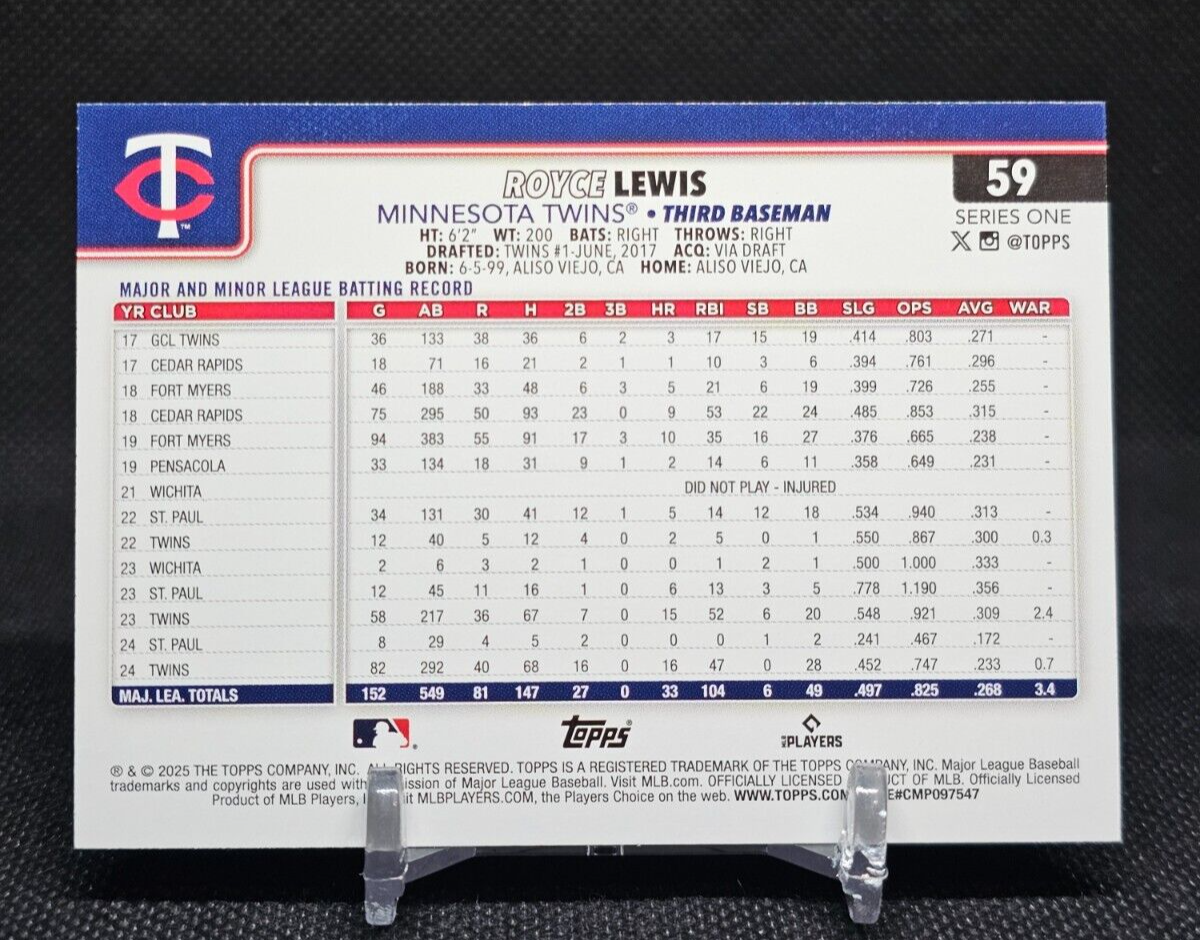 TC™
59
ROYCE LEWIS
SERIES ONE
MINNESOTA TWINS® • THIRD BASEMAN
@TOPPS
HT: 6'2" WT: 200 BATS: RIGHT THROWS: RIGHT
DRAFTED: TWINS #1-JUNE, 2017 ACQ: VIA DRAFT
BORN: 6-5-99, ALISO VIEJO, CA HOME: ALISO VIEJO, CA
MAJOR AND MINOR LEAGUE BATTING RECORD
YR CLUB G AB R H 2B 3B HR RBI SB BB SLG OPS AVG WAR
17 GCL TWINS 36 133 38 36 6 2 3 17 15 19 .414 .803 .271 -
17 CEDAR RAPIDS 18 71 16 21 2 1 1 10 3 6 .394 .761 .296 -
18 FORT MYERS 46 188 33 48 6 3 5 21 6 19 .399 .726 .255 -
18 CEDAR RAPIDS 75 295 50 93 23 0 9 53 22 24 .485 .853 .315 -
19 FORT MYERS 94 383 55 91 17 3 10 35 16 27 .376 .665 .238 -
19 PENSACOLA 33 134 18 31 9 1 2 14 6 11 .358 .649 .231 -
21 WICHITA DID NOT PLAY - INJURED
22 ST. PAUL 34 131 30 41 12 1 5 14 12 18 .534 .940 .313 -
22 TWINS 12 40 5 12 4 0 2 5 0 1 .550 .867 .300 0.3
23 WICHITA 2 6 3 2 1 0 0 1 2 1 .500 1.000 .333 -
23 ST. PAUL 12 45 11 16 1 0 6 13 3 5 .778 1.190 .356 -
23 TWINS 58 217 36 67 7 0 15 52 6 20 .548 .921 .309 2.4
24 ST. PAUL 8 29 4 5 2 0 0 0 1 2 .241 .467 .172 -
24 TWINS 82 292 40 68 16 0 16 47 0 28 .452 .747 .233 0.7
MAJ. LEA. TOTALS 152 549 81 147 27 0 33 104 6 49 .497 .825 .268 3.4
Topps® MLB PLAYERS
® & © 2025 THE TOPPS COMPANY, INC. ALL RIGHTS RESERVED. TOPPS IS A REGISTERED TRADEMARK OF THE TOPPS COMPANY, INC. Major League Baseball
trademarks and copyrights are used with ission of Major League Baseball. Visit MLB.com. OFFICIALLY LICENSED UCT OF MLB. Officially Licensed
Product of MLB Players, it MLBPLAYERS.COM, the Players Choice on the web. WWW.TOPPS.COM E#CMP097547